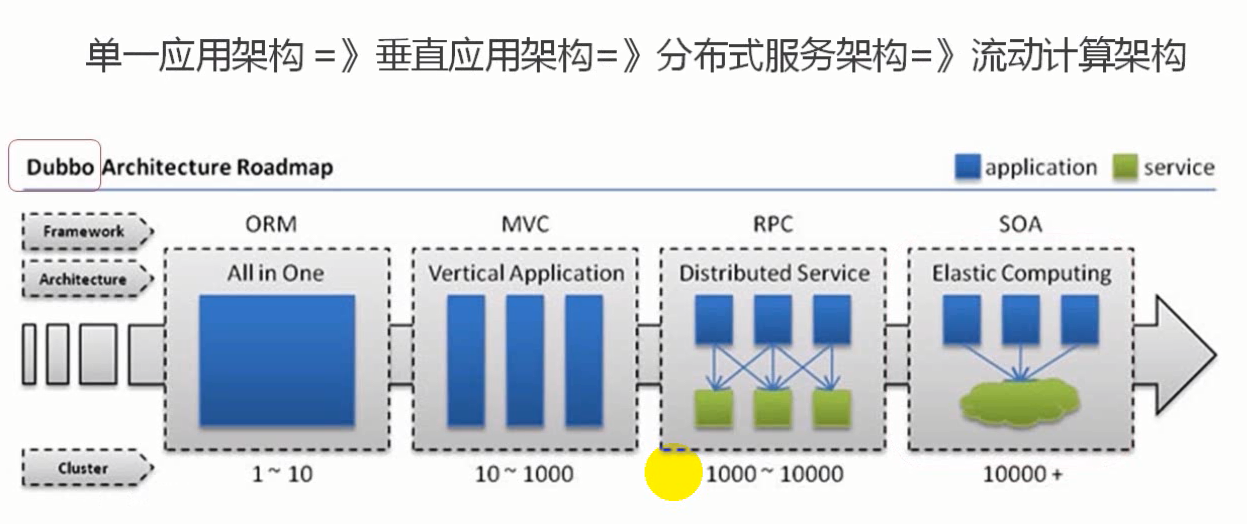 单一应用架构 =》垂直应用架构=》分布式服务架构=》流动计算架构
Dubbo Architecture Roadmap
application service
Framework ORM MVC RPC SOA
Architecture All in One Vertical Application Distributed Service Elastic Computing
Cluster 1 ~ 10 10 ~ 1000 1000 ~ 10000 10000 +